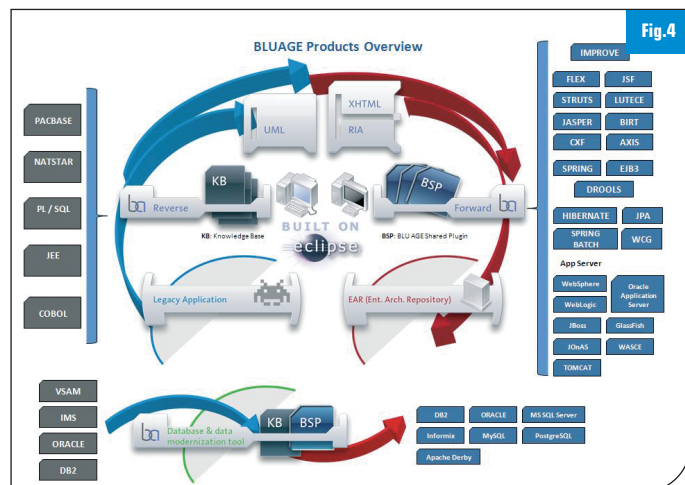 Fig.4
BLUAGE Products Overview
PACBASE
NATSTAR
PL / SQL
JEE
COBOL
UML
XHTML
RIA
ba Reverse
KB
KB: Knowledge Base
BUILT ON
eclipse
BSP
BSP: BLU AGE Shared Plugin
Forward ba
Legacy Application
EAR (Ent. Arch. Repository)
IMPROVE
FLEX
JSF
STRUTS
LUTECE
JASPER
BIRT
CXF
AXIS
SPRING
EJB3
DROOLS
HIBERNATE
JPA
SPRING
BATCH
WCG
App Server
WebSphere
Oracle
Application
Server
WebLogic
JBoss
GlassFish
JOnAS
WASCE
TOMCAT
VSAM
IMS
ORACLE
DB2
ba
Database & data
modernization tool
KB
BSP
DB2
ORACLE
MS SQL Server
Informix
MySQL
PostgreSQL
Apache Derby